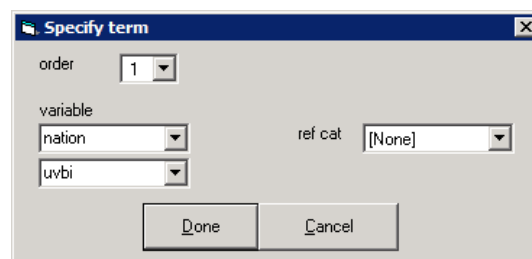 Specify term
order 1
variable
nation ref cat [None]
uvbi
Done Cancel